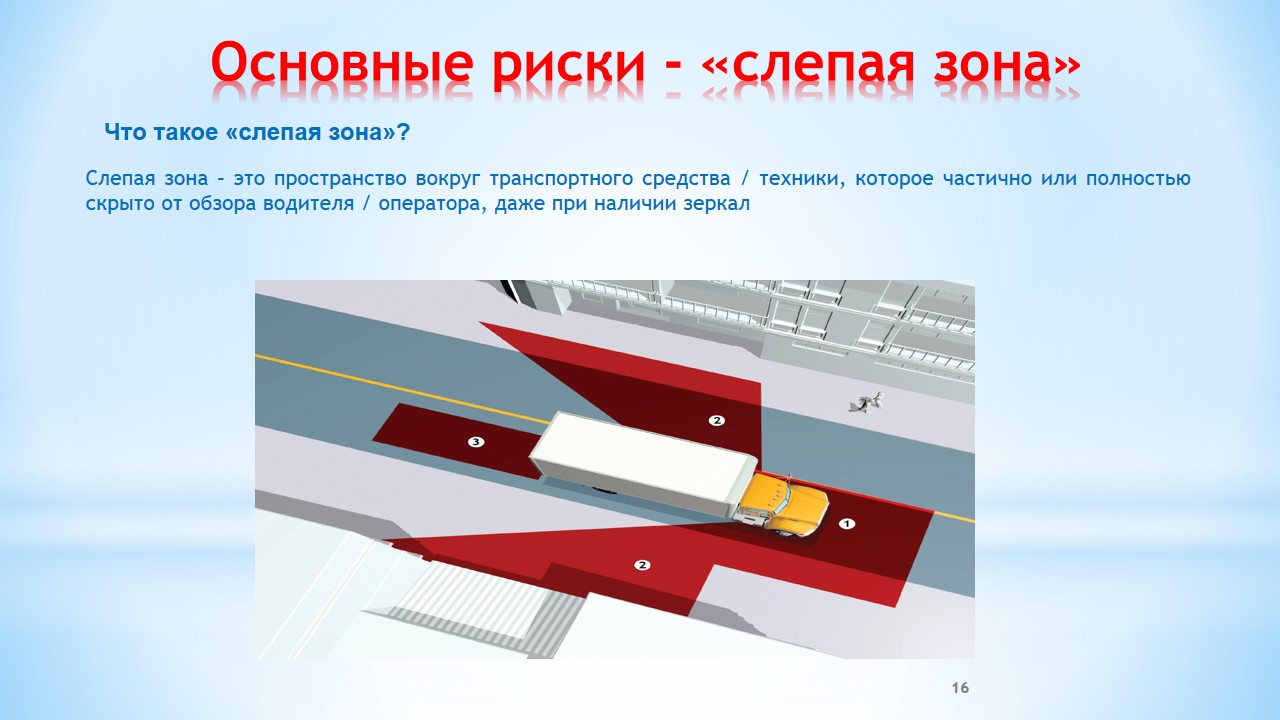 Основные риски - «слепая зона»
Что такое «слепая зона»?
Слепая зона – это пространство вокруг транспортного средства / техники, которое частично или полностью
скрыто от обзора водителя / оператора, даже при наличии зеркал
2
3
1
2
16